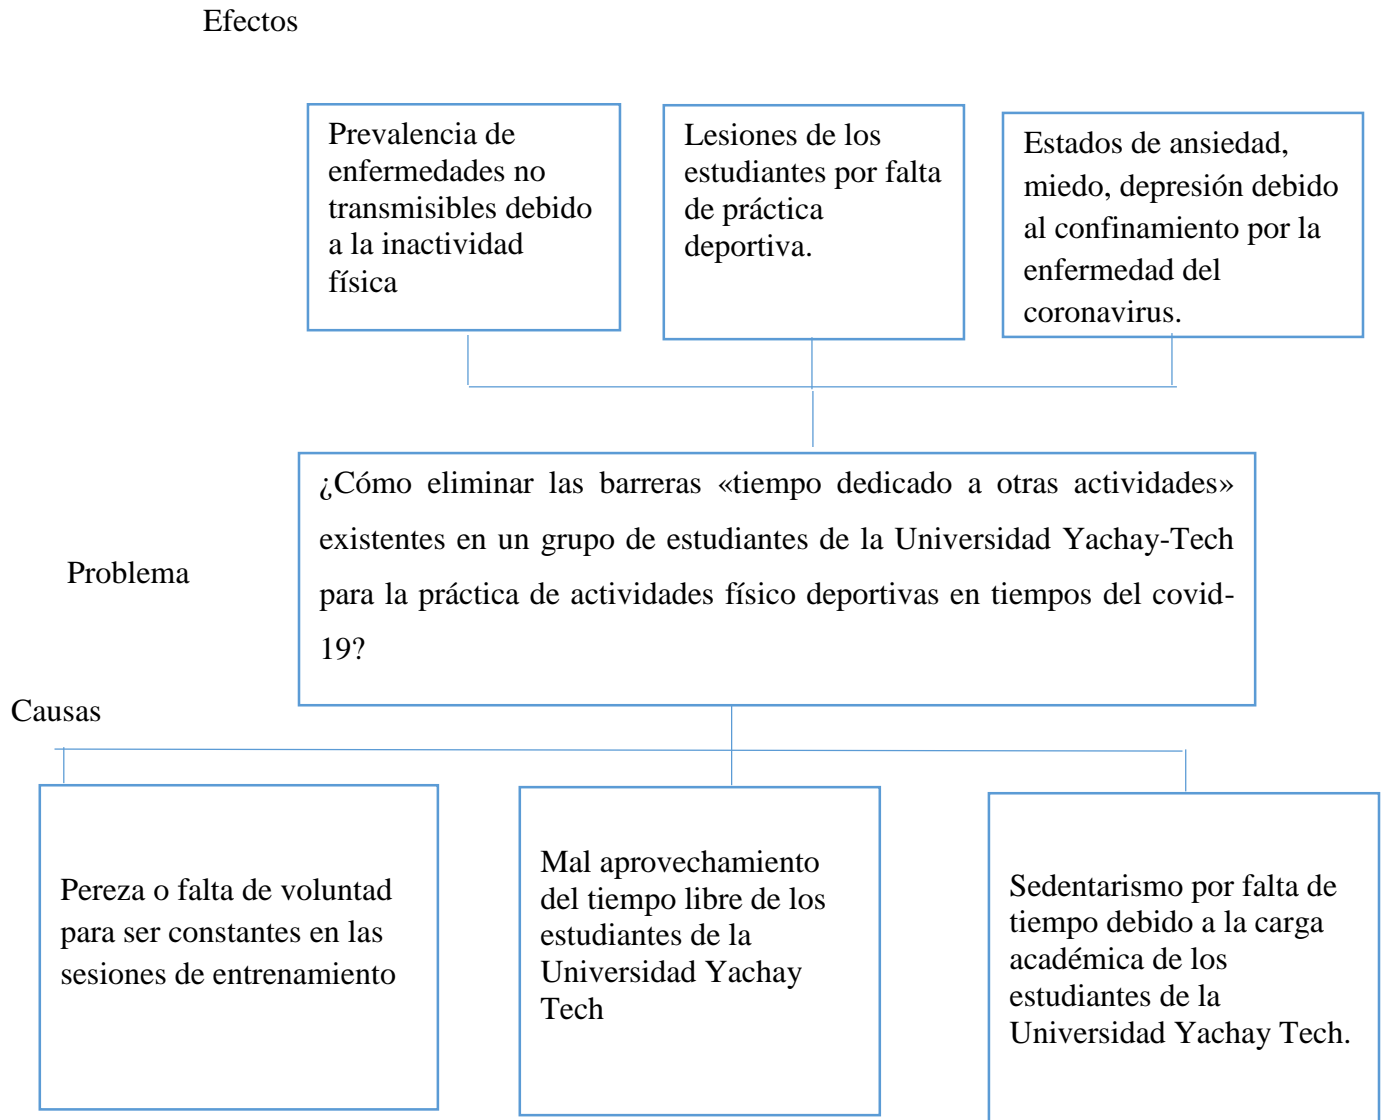 Efectos
Prevalencia de
enfermedades no
transmisibles debido
a la inactividad
física
Lesiones de los
estudiantes por falta
de práctica
deportiva.
Estados de ansiedad,
miedo, depresión debido
al confinamiento por la
enfermedad del
coronavirus.
Problema
¿Cómo eliminar las barreras «tiempo dedicado a otras actividades»
existentes en un grupo de estudiantes de la Universidad Yachay-Tech
para la práctica de actividades físico deportivas en tiempos del covid-
19?
Causas
Pereza o falta de voluntad
para ser constantes en las
sesiones de entrenamiento
Mal aprovechamiento
del tiempo libre de los
estudiantes de la
Universidad Yachay
Tech
Sedentarismo por falta de
tiempo debido a la carga
académica de los
estudiantes de la
Universidad Yachay Tech.